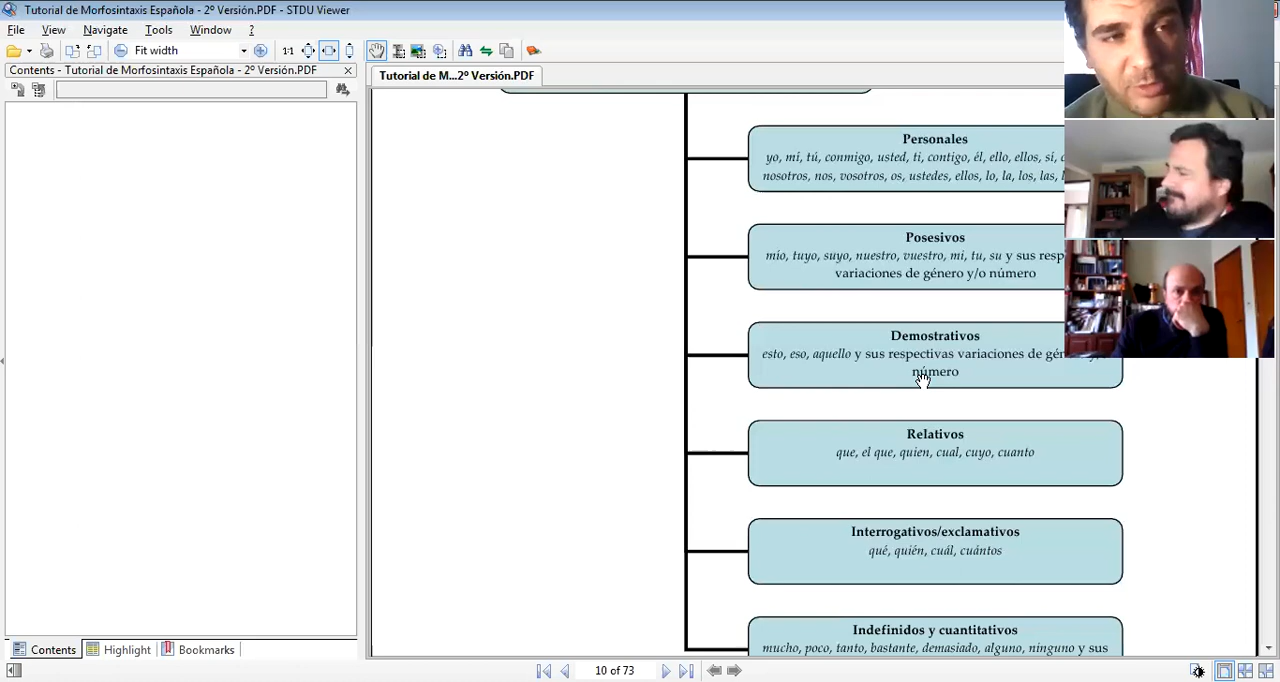 Tutorial de Morfosintaxis Española - 2º Versión.PDF - STDU Viewer
File View Navigate Tools Window ?
Fit width 1:1
Contents - Tutorial de Morfosintaxis Española - 2º Versión.PDF
Tutorial de M...2º Versión.PDF
Personales
yo, mí, tú, conmigo, usted, ti, contigo, él, ello, ellos, sí,
nosotros, nos, vosotros, os, ustedes, ellos, lo, la, los, las,
Posesivos
mío, tuyo, suyo, nuestro, vuestro, mi, tu, su y sus
variaciones de género y/o número
Demostrativos
esto, eso, aquello y sus respectivas variaciones de
número
Relativos
que, el que, quien, cual, cuyo, cuanto
Interrogativos/exclamativos
qué, quién, cuál, cuántos
Indefinidos y cuantitativos
mucho, poco, tanto, bastante, demasiado, alguno, ninguno y sus
Contents Highlight Bookmarks
10 of 73